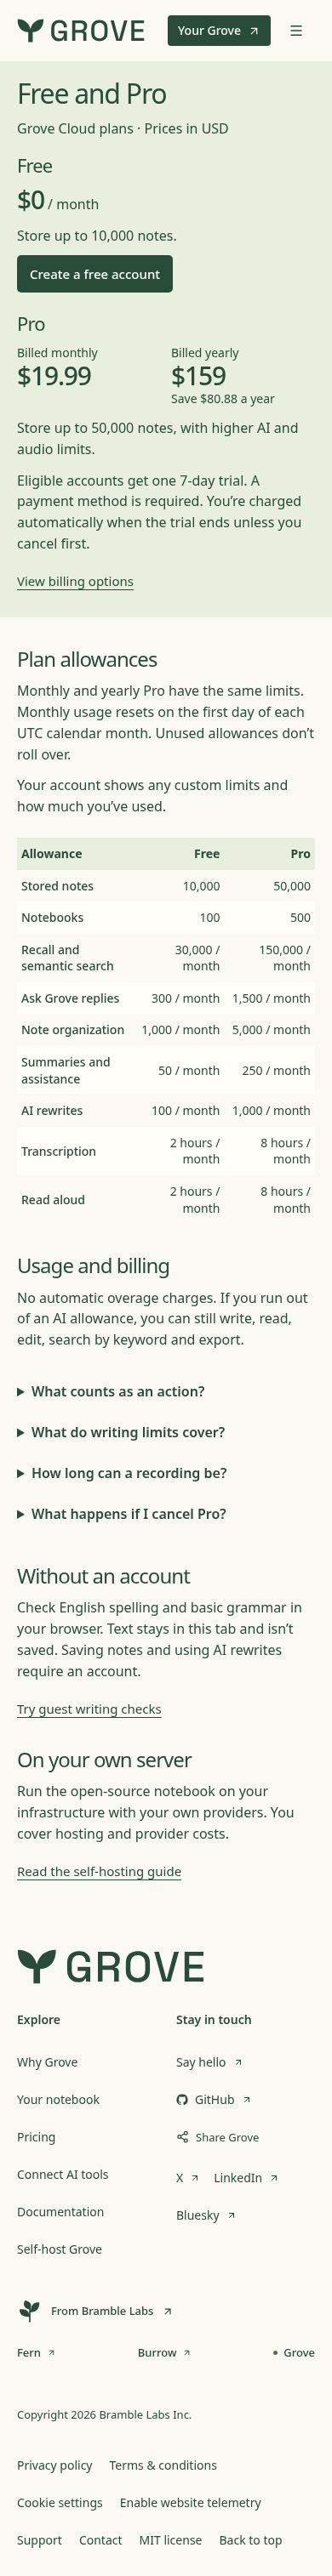 GROVE
Your Grove
Free and Pro
Grove Cloud plans · Prices in USD
Free
$0 / month
Store up to 10,000 notes.
Create a free account
Pro
Billed monthly
$19.99
Billed yearly
$159
Save $80.88 a year
Store up to 50,000 notes, with higher AI and
audio limits.
Eligible accounts get one 7-day trial. A
payment method is required. You’re charged
automatically when the trial ends unless you
cancel first.
View billing options
Plan allowances
Monthly and yearly Pro have the same limits.
Monthly usage resets on the first day of each
UTC calendar month. Unused allowances don’t
roll over.
Your account shows any custom limits and
how much you’ve used.
Allowance Free Pro
Stored notes 10,000 50,000
Notebooks 100 500
Recall and
semantic search
30,000 /
month
150,000 /
month
Ask Grove replies 300 / month 1,500 / month
Note organization 1,000 / month 5,000 / month
Summaries and
assistance
50 / month 250 / month
AI rewrites 100 / month 1,000 / month
Transcription
2 hours /
month
8 hours /
month
Read aloud
2 hours /
month
8 hours /
month
Usage and billing
No automatic overage charges. If you run out
of an AI allowance, you can still write, read,
edit, search by keyword and export.
What counts as an action?
What do writing limits cover?
How long can a recording be?
What happens if I cancel Pro?
Without an account
Check English spelling and basic grammar in
your browser. Text stays in this tab and isn’t
saved. Saving notes and using AI rewrites
require an account.
Try guest writing checks
On your own server
Run the open-source notebook on your
infrastructure with your own providers. You
cover hosting and provider costs.
Read the self-hosting guide
GROVE
Explore
Why Grove
Your notebook
Pricing
Connect AI tools
Documentation
Self-host Grove
Stay in touch
Say hello
GitHub
Share Grove
X LinkedIn
Bluesky
From Bramble Labs
Fern Burrow Grove
Copyright 2026 Bramble Labs Inc.
Privacy policy Terms & conditions
Cookie settings Enable website telemetry
Support Contact MIT license Back to top